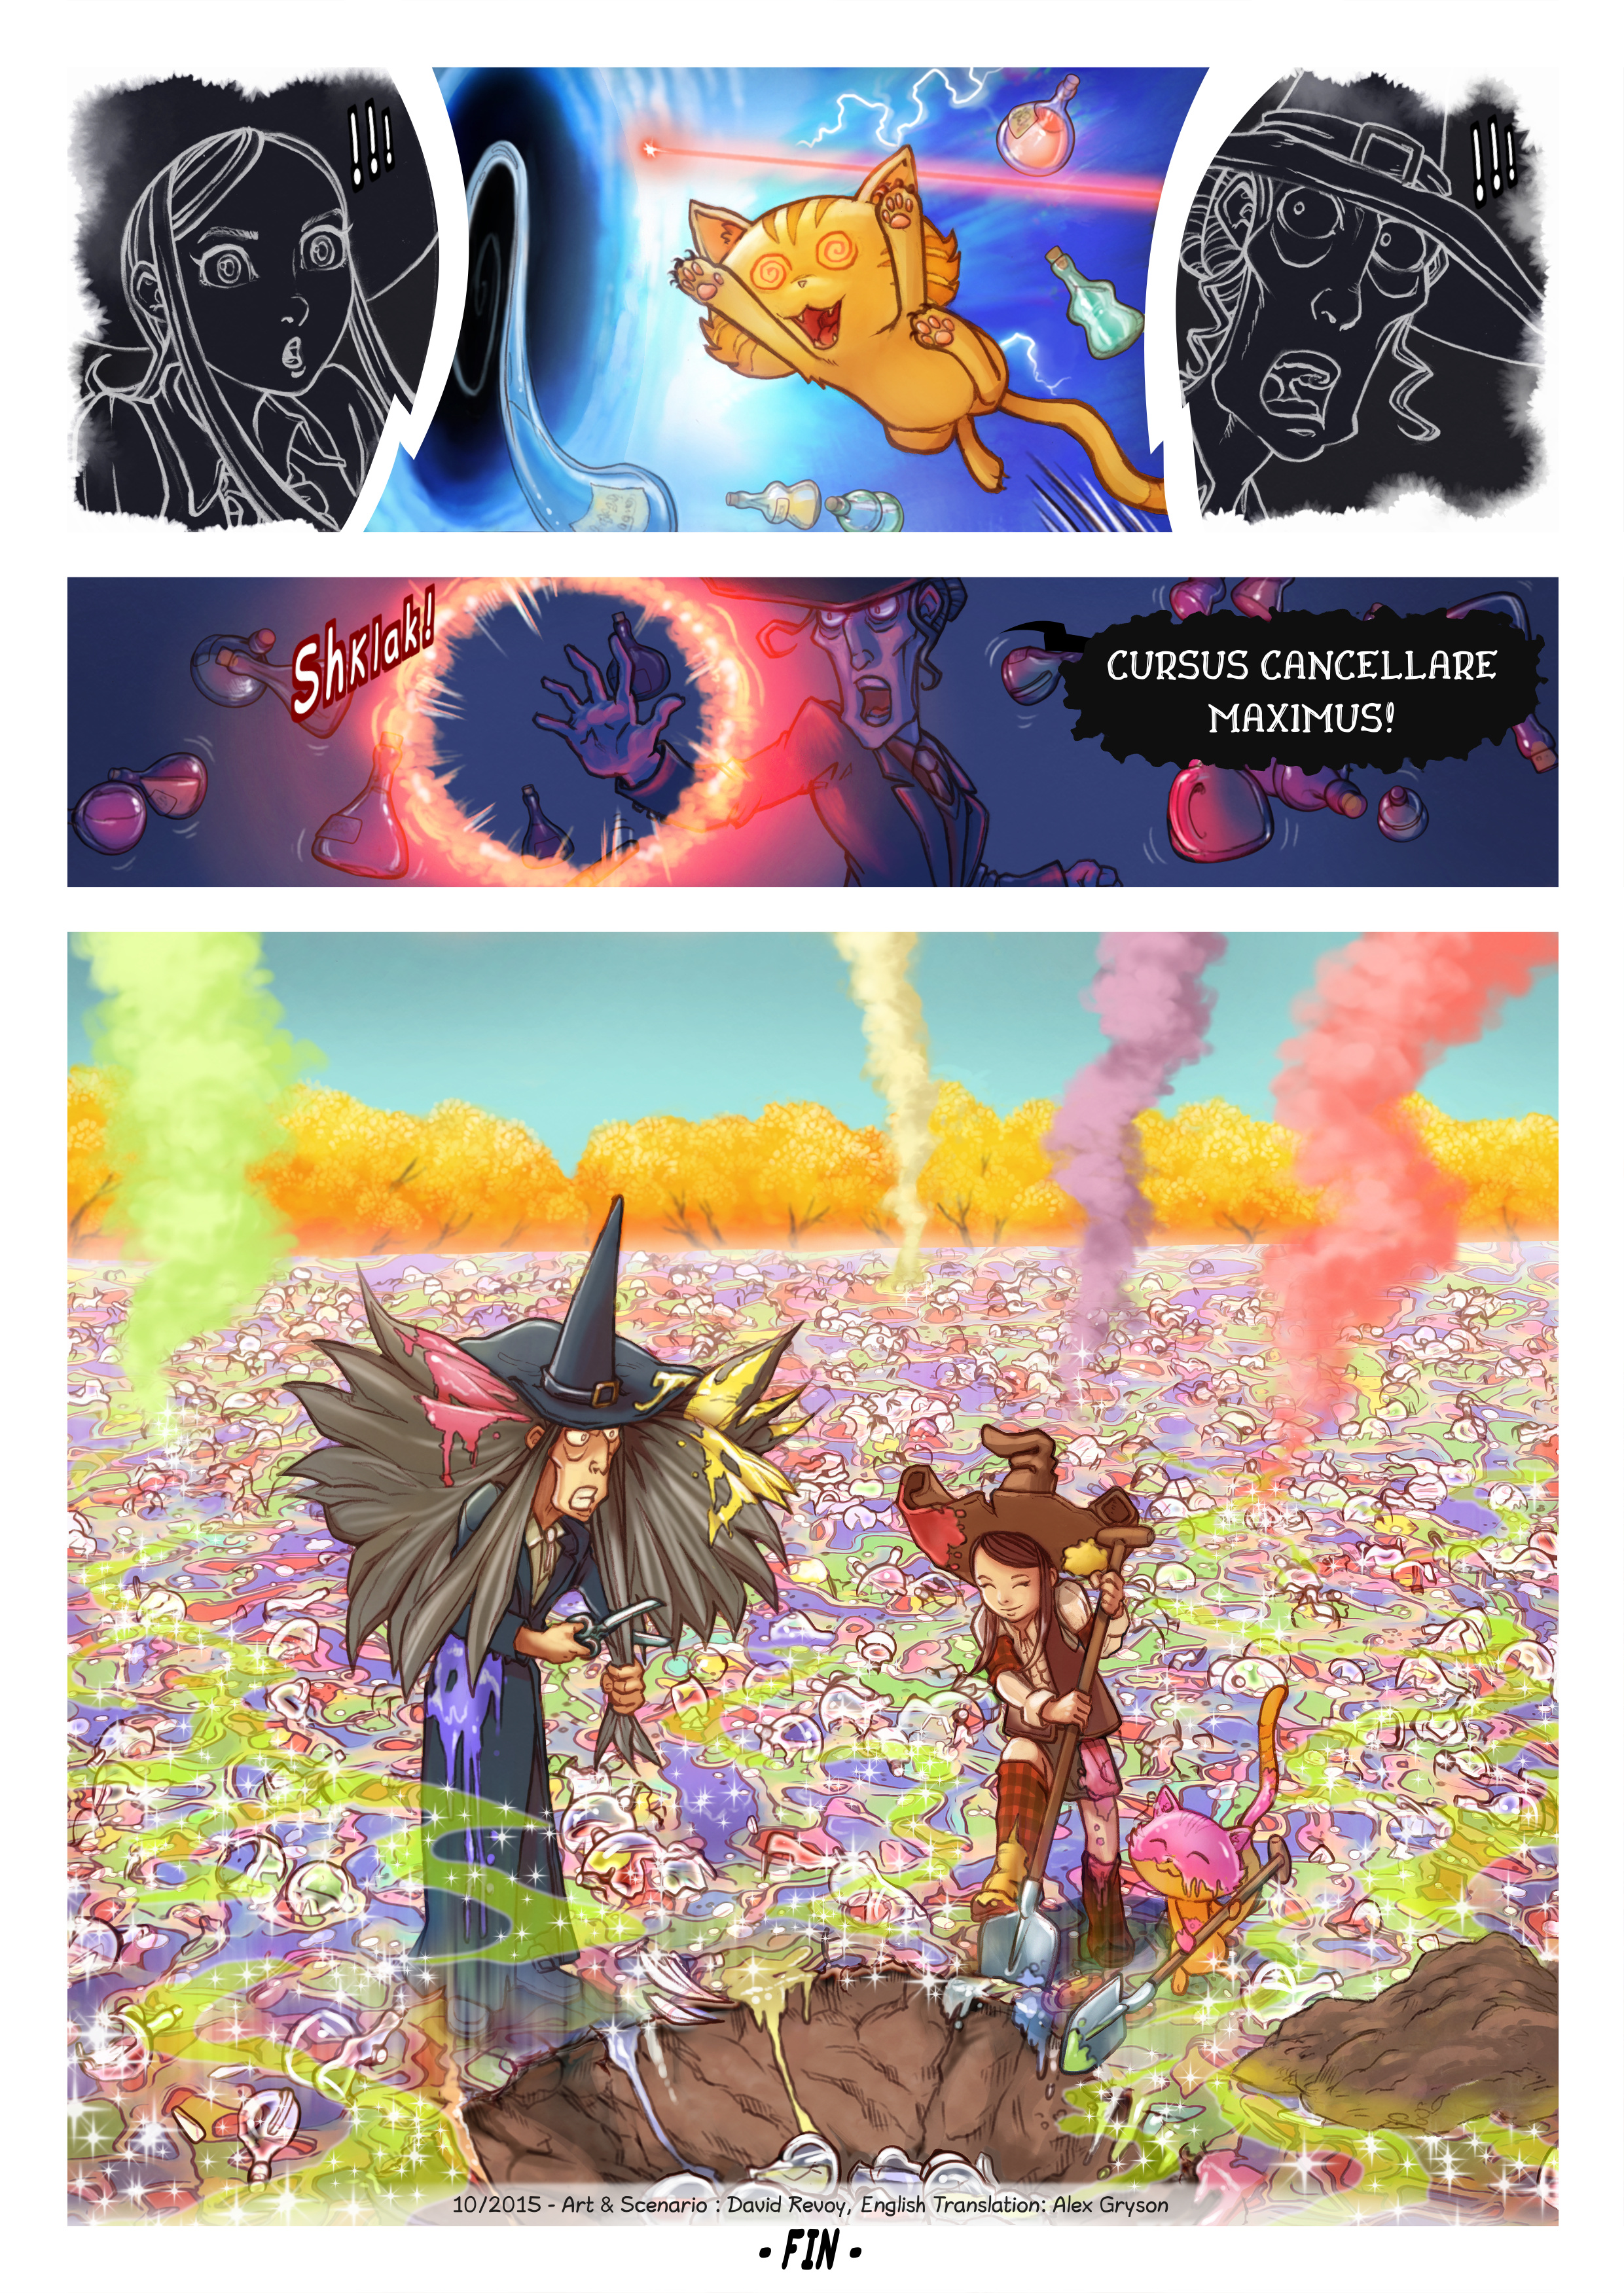 !!!
!!!
Shklak!
CURSUS CANCELLARE
MAXIMUS!
10/2015 - Art & Scenario : David Revoy, English Translation: Alex Gryson
- FIN -